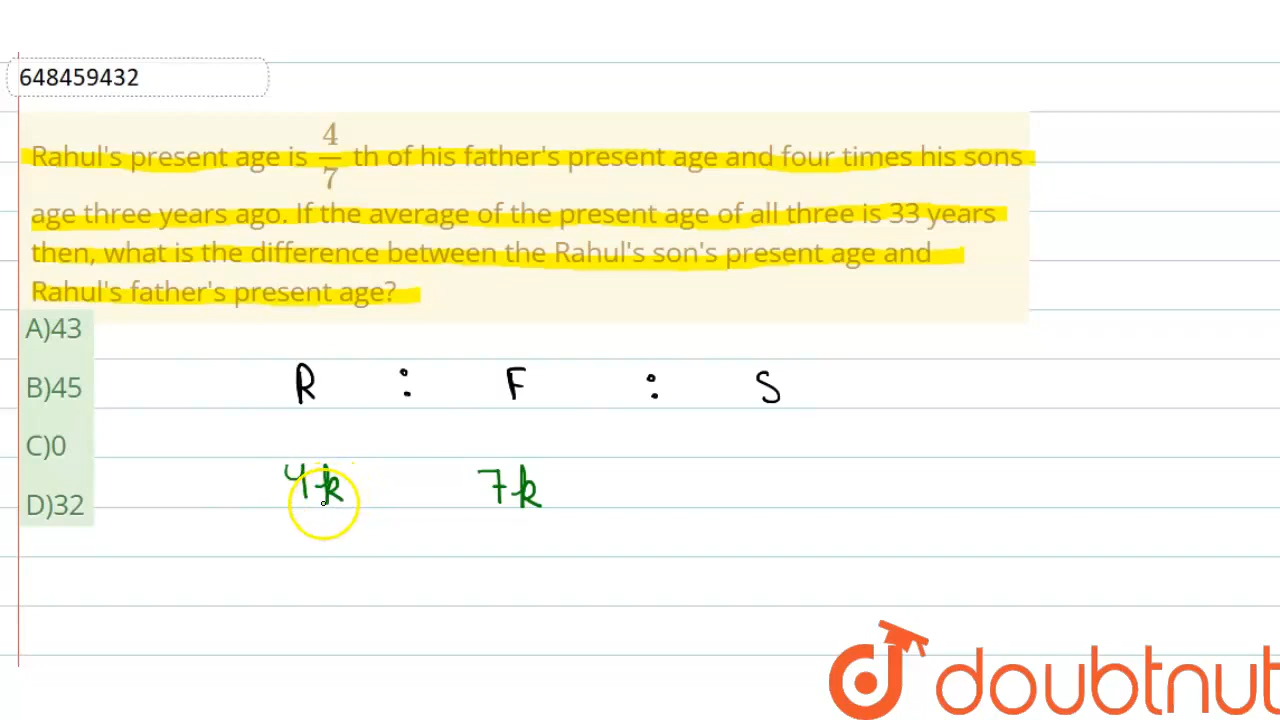 648459432
Rahul's present age is 4/7 th of his father's present age and four times his sons
age three years ago. If the average of the present age of all three is 33 years
then, what is the difference between the Rahul's son's present age and
Rahul's father's present age?
A)43
B)45
C)0
D)32
R : F : S
4k 7k
doubtnut